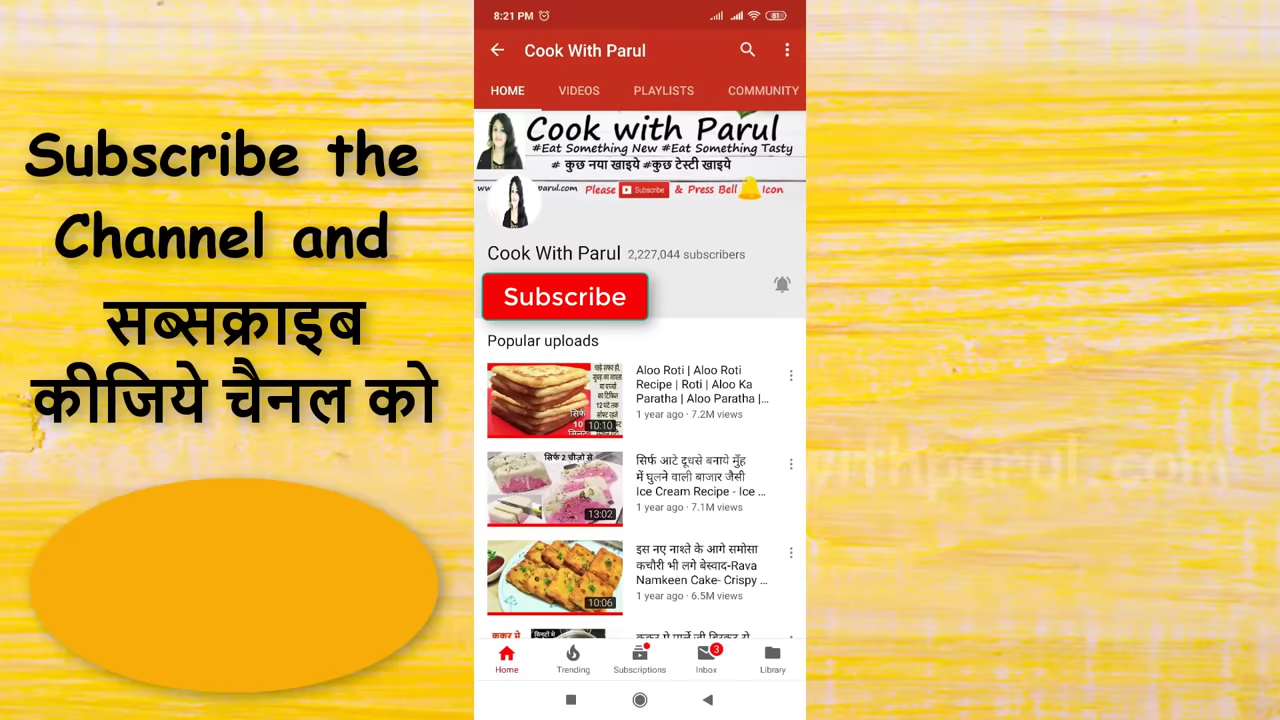 Subscribe the
Channel and
सब्सक्राइब
कीजिये चैनल को
8:21 PM
81
Cook With Parul
HOME VIDEOS PLAYLISTS COMMUNITY
Cook with Parul
#Eat Something New #Eat Something Tasty
# कुछ नया खाइये #कुछ टेस्टी खाइये
Please Subscribe & Press Bell Icon
Cook With Parul 2,227,044 subscribers
Subscribe
Popular uploads
Aloo Roti | Aloo Roti
Recipe | Roti | Aloo Ka
Paratha | Aloo Paratha |...
1 year ago · 7.2M views
सिर्फ
10
10:10
सिर्फ आटे दूधसे बनाये मुँह
में घुलने वाली बाजार जैसी
Ice Cream Recipe - Ice ...
1 year ago · 7.1M views
सिर्फ 2 चीज़ो से
13:02
इस नए नाश्ते के आगे समोसा
कचौरी भी लगे बेस्वाद-Rava
Namkeen Cake- Crispy ...
1 year ago · 6.5M views
10:06
3
Home Trending Subscriptions Inbox Library